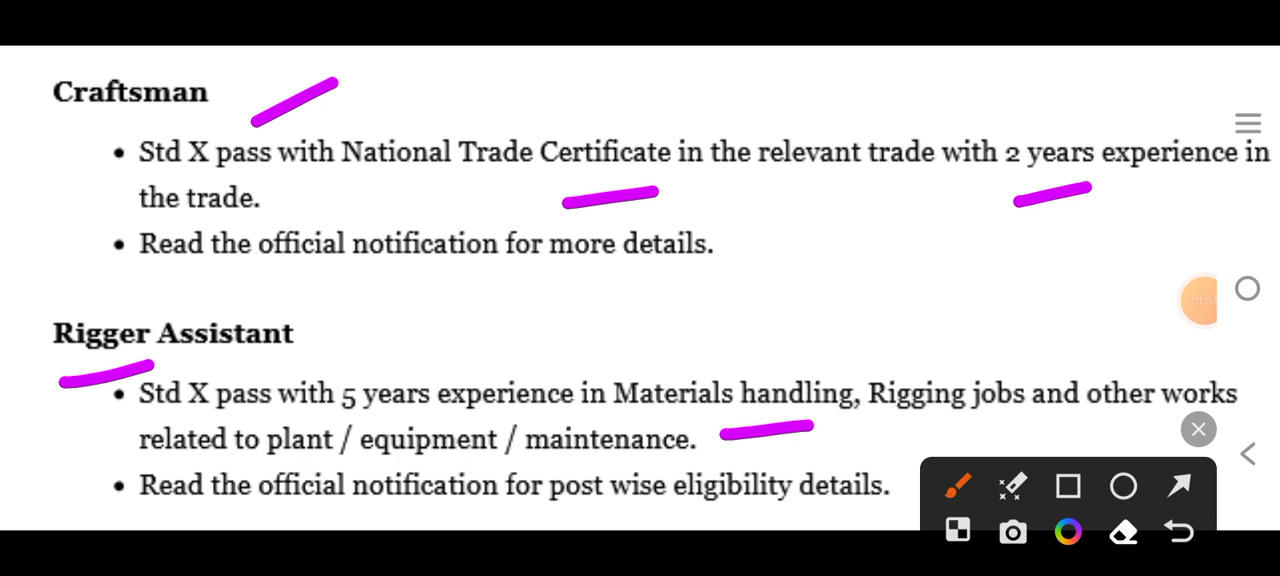 Craftsman
• Std X pass with National Trade Certificate in the relevant trade with 2 years experience in
the trade.
• Read the official notification for more details.
01:34
Rigger Assistant
• Std X pass with 5 years experience in Materials handling, Rigging jobs and other works
related to plant / equipment / maintenance.
• Read the official notification for post wise eligibility details.